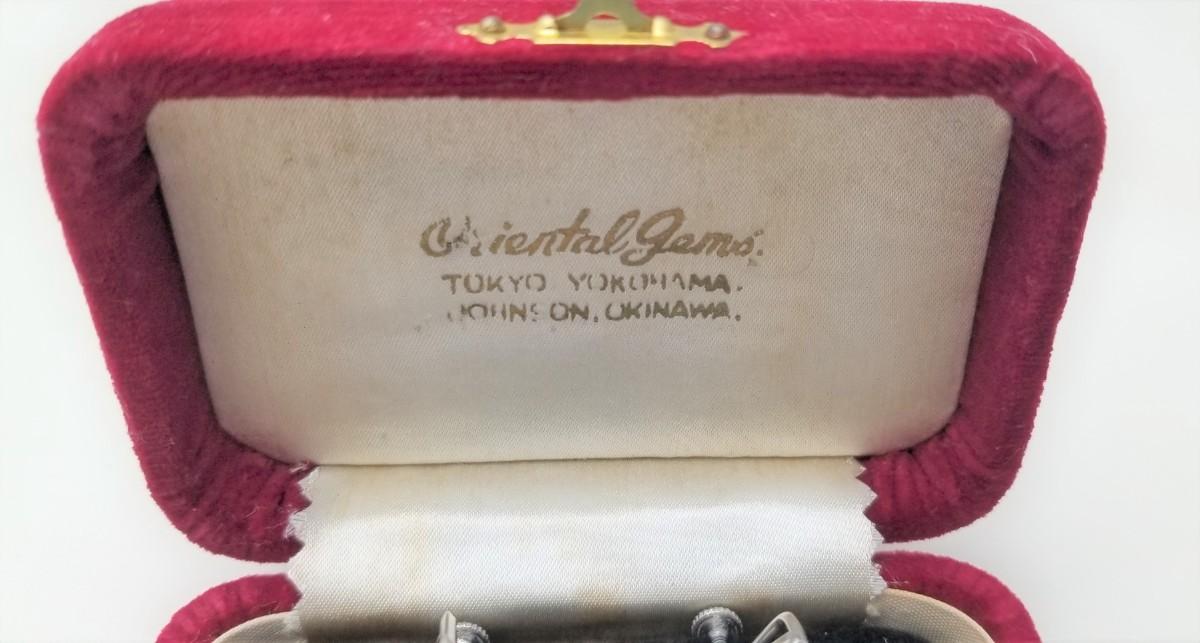 Oriental Gems.
TOKYO YOKOHAMA.
JOHNSON, OKINAWA.